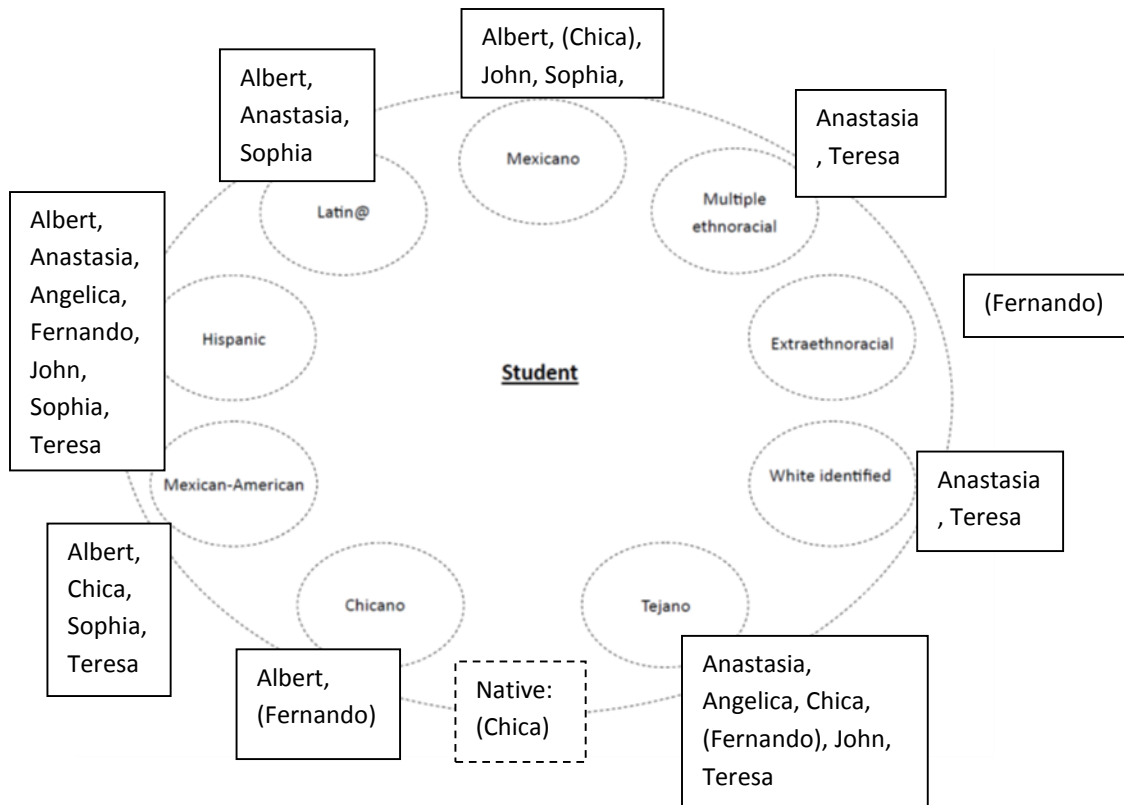 Albert, (Chica),
John, Sophia,
Albert,
Anastasia,
Sophia
Anastasia
, Teresa
Mexicano
Multiple
ethnoracial
Latin@
Albert,
Anastasia,
Angelica,
Fernando,
John,
Sophia,
Teresa
(Fernando)
Hispanic
Extraethnoracial
Student
Mexican-American
White identified
Anastasia
, Teresa
Albert,
Chica,
Sophia,
Teresa
Chicano
Tejano
Albert,
(Fernando)
Native:
(Chica)
Anastasia,
Angelica, Chica,
(Fernando), John,
Teresa